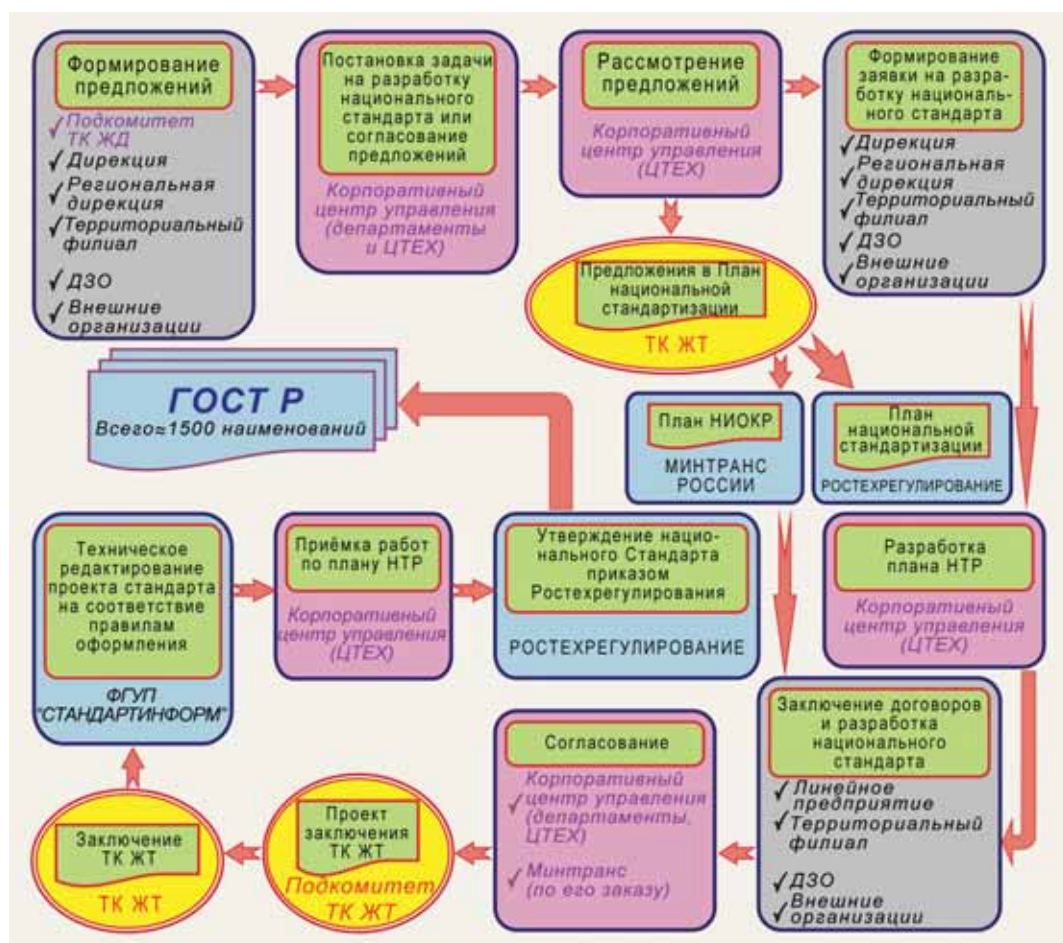 Формирование
предложений
Подкомитет
ТК ЖД
Дирекция
Региональная
дирекция
Территориальный
филиал
ДЗО
Внешние
организации
Постановка задачи
на разработку
национального
стандарта или
согласование
предложений
Корпоративный
центр управления
(департаменты
и ЦТЕХ)
Рассмотрение
предложений
Корпоративный
центр управления
(ЦТЕХ)
Формирование
заявки на разра-
ботку националь-
ного стандарта
Дирекция
Региональная
дирекция
Территориальный
филиал
ДЗО
Внешние
организации
Предложения в План
национальной
стандартизации
ТК ЖТ
ГОСТ Р
Всего≈1500 наименований
План НИОКР
МИНТРАНС
РОССИИ
План
национальной
стандартизации
РОСТЕХРЕГУЛИРОВАНИЕ
Техническое
редактирование
проекта стандарта
на соответствие
правилам
оформления
ФГУП
"СТАНДАРТИНФОРМ"
Приёмка работ
по плану НТР
Корпоративный
центр управления
(ЦТЕХ)
Утверждение нацио-
нального Стандарта
приказом
Ростехрегулирования
РОСТЕХРЕГУЛИРОВАНИЕ
Разработка
плана НТР
Корпоративный
центр управления
(ЦТЕХ)
Заключение договоров
и разработка
национального
стандарта
Линейное
предприятие
Территориальный
филиал
ДЗО
Внешние
организации
Согласование
Корпоративный
центр управления
(департаменты,
ЦТЕХ)
Минтранс
(по его заказу)
Проект
заключения
ТК ЖТ
Подкомитет
ТК ЖТ
Заключение
ТК ЖТ
ТК ЖТ